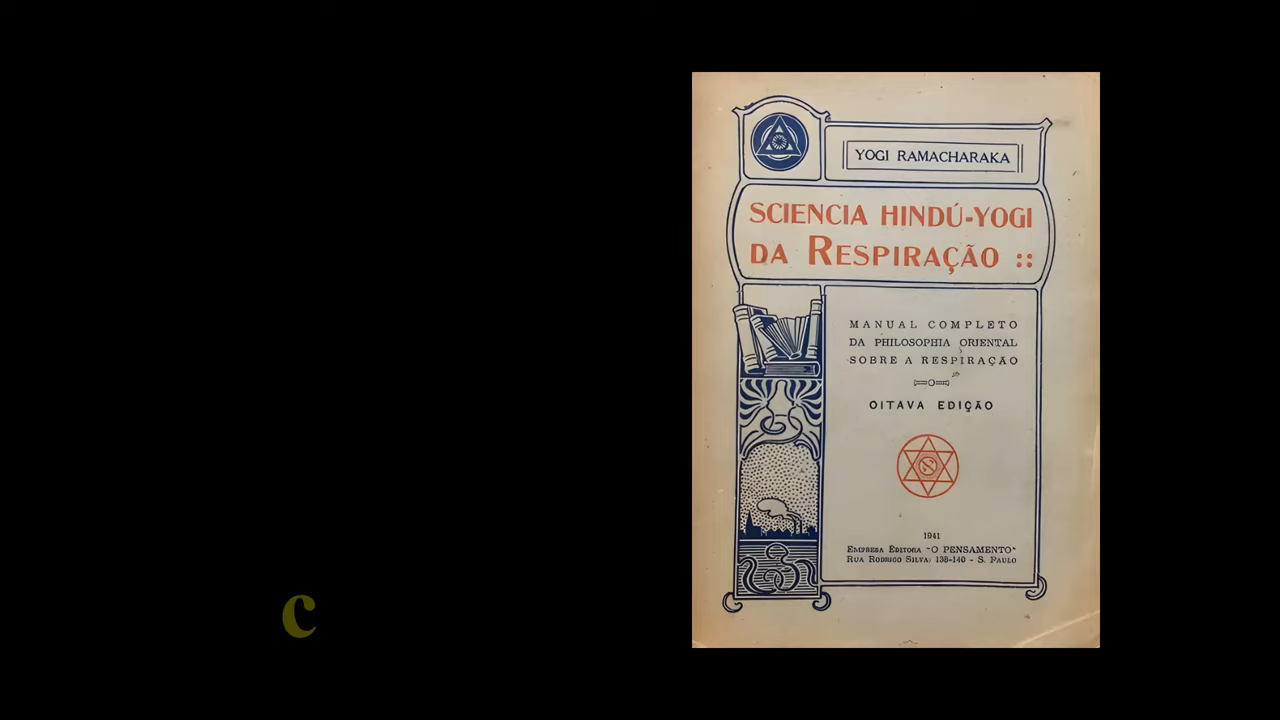 YOGI RAMACHARAKA
SCIENCIA HINDÚ-YOGI
DA RESPIRAÇÃO ::
MANUAL COMPLETO
DA PHILOSOPHIA ORIENTAL
SOBRE A RESPIRAÇÃO
OITAVA EDIÇÃO
1941
EMPRESA EDITORA "O PENSAMENTO"
RUA RODRIGO SILVA: 138-140 - S. PAULO
c